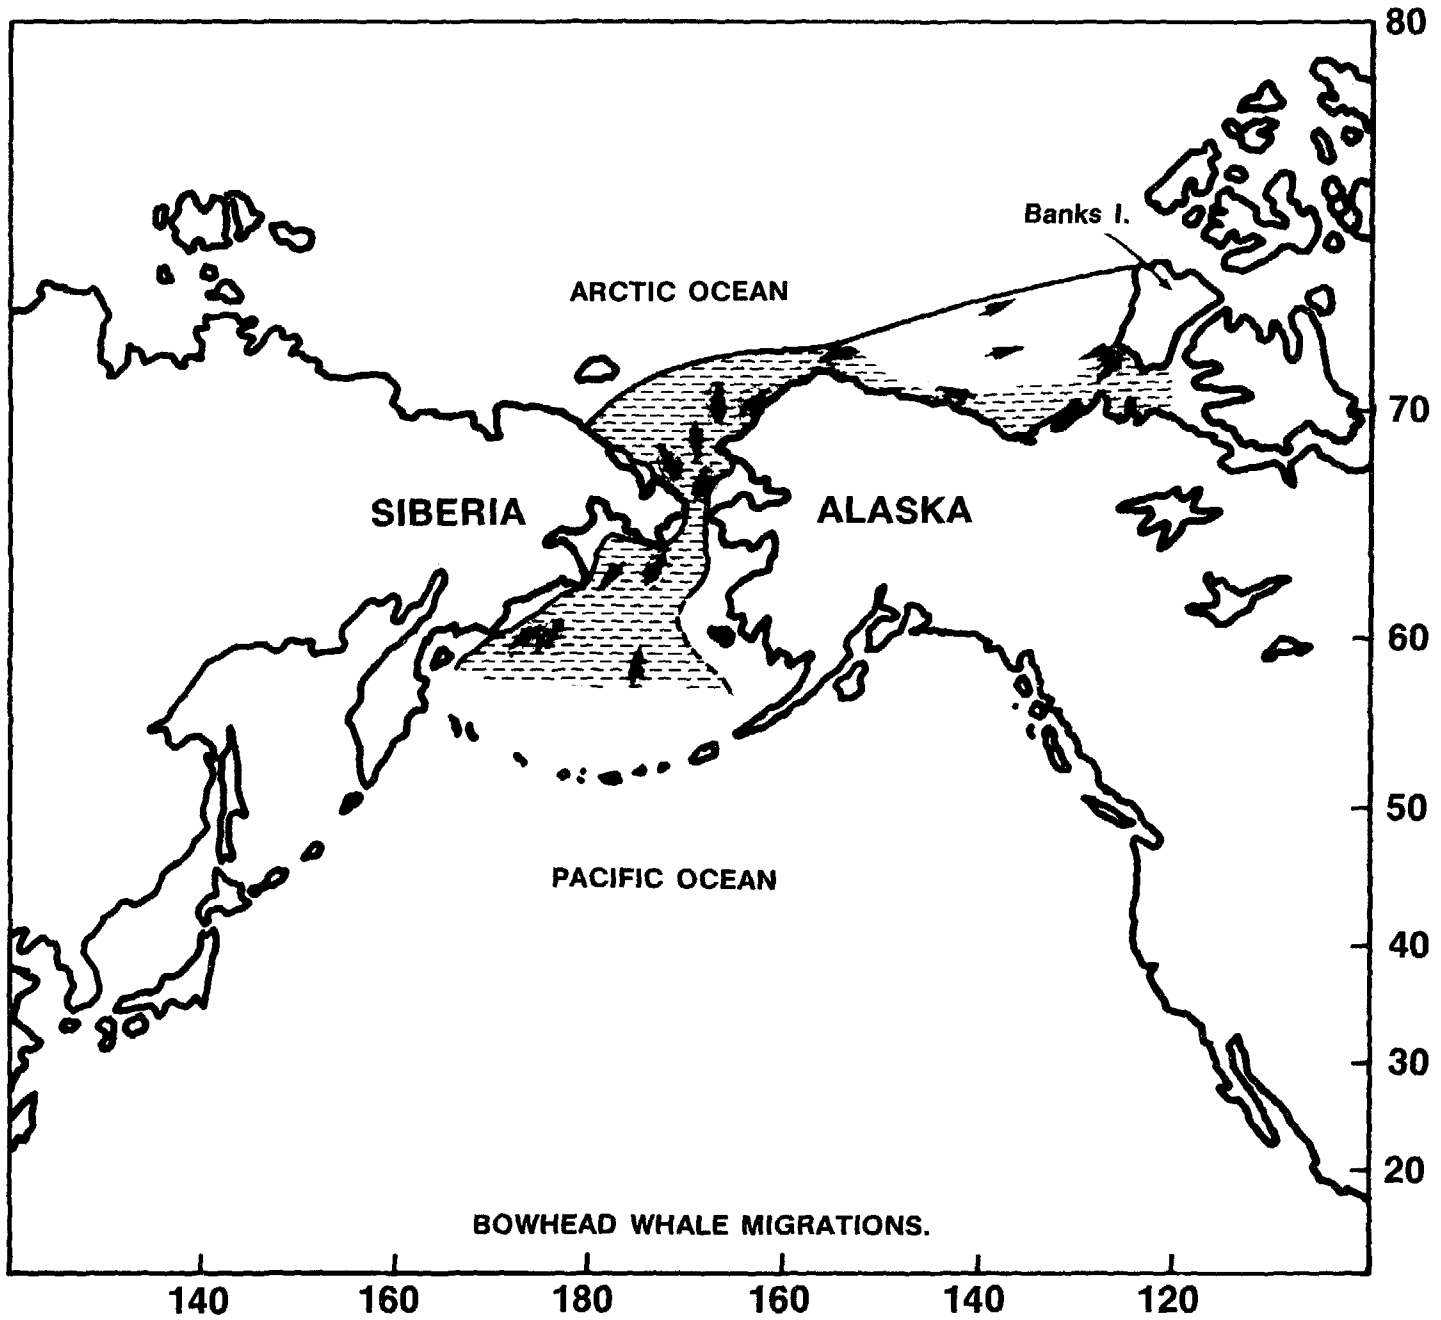 80
Banks I.
ARCTIC OCEAN
70
SIBERIA
ALASKA
60
50
PACIFIC OCEAN
40
30
20
BOWHEAD WHALE MIGRATIONS.
140 160 180 160 140 120